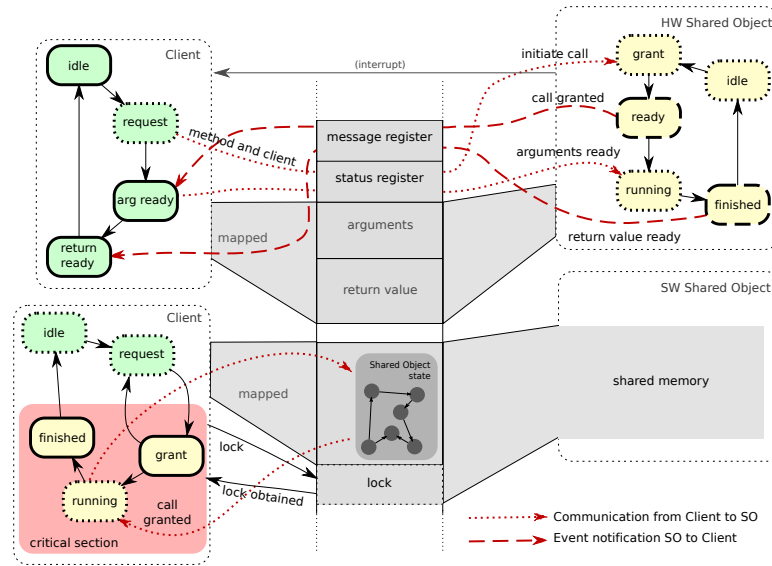 HW Shared Object
Client
initiate call
idle
(interrupt)
grant
idle
call granted
request
ready
message register
method and client
arguments ready
status register
running
arg ready
finished
arguments
mapped
return value ready
return
ready
return value
SW Shared Object
Client
idle
request
Shared Object
state
mapped
shared memory
finished
lock
grant
lock
running
lock obtained
call
granted
Communication from Client to SO
critical section
Event notification SO to Client